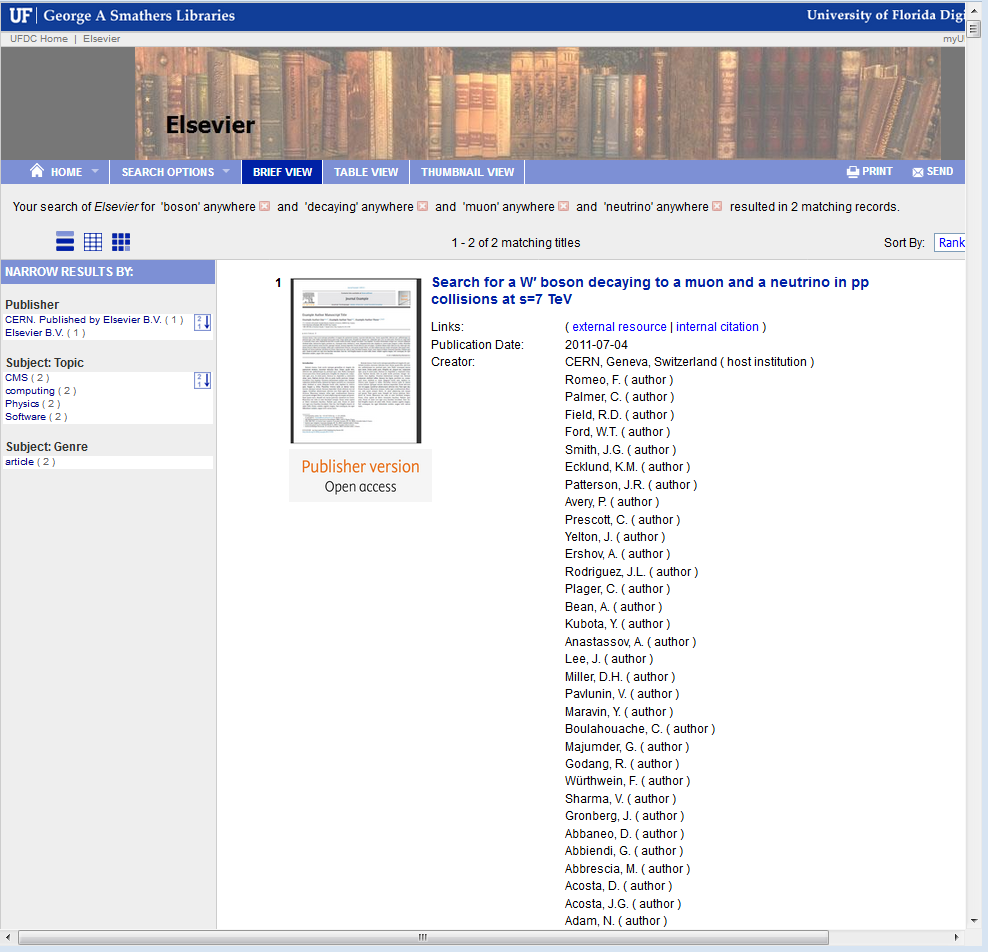 UF George A Smathers Libraries University of Florida Digi
UFDC Home | Elsevier myU
Elsevier
HOME SEARCH OPTIONS BRIEF VIEW TABLE VIEW THUMBNAIL VIEW PRINT SEND
Your search of Elsevier for 'boson' anywhere and 'decaying' anywhere and 'muon' anywhere and 'neutrino' anywhere resulted in 2 matching records.
1 - 2 of 2 matching titles Sort By: Rank
NARROW RESULTS BY:
Publisher
CERN. Published by Elsevier B.V. ( 1 )
Elsevier B.V. ( 1 )
Subject: Topic
CMS ( 2 )
computing ( 2 )
Physics ( 2 )
Software ( 2 )
Subject: Genre
article ( 2 )
1
Publisher version
Open access
Search for a W′ boson decaying to a muon and a neutrino in pp
collisions at s=7 TeV
Links: ( external resource | internal citation )
Publication Date: 2011-07-04
Creator: CERN, Geneva, Switzerland ( host institution )
Romeo, F. ( author )
Palmer, C. ( author )
Field, R.D. ( author )
Ford, W.T. ( author )
Smith, J.G. ( author )
Ecklund, K.M. ( author )
Patterson, J.R. ( author )
Avery, P. ( author )
Prescott, C. ( author )
Yelton, J. ( author )
Ershov, A. ( author )
Rodriguez, J.L. ( author )
Plager, C. ( author )
Bean, A. ( author )
Kubota, Y. ( author )
Anastassov, A. ( author )
Lee, J. ( author )
Miller, D.H. ( author )
Pavlunin, V. ( author )
Maravin, Y. ( author )
Boulahouache, C. ( author )
Majumder, G. ( author )
Godang, R. ( author )
Würthwein, F. ( author )
Sharma, V. ( author )
Gronberg, J. ( author )
Abbaneo, D. ( author )
Abbiendi, G. ( author )
Abbrescia, M. ( author )
Acosta, D. ( author )
Acosta, J.G. ( author )
Adam, N. ( author )